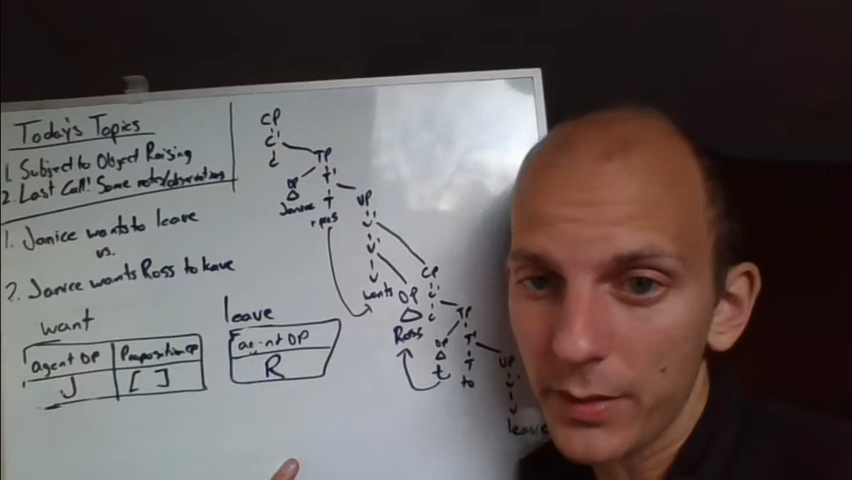 Today's Topics
1. Subject to Object Raising
2. Last Call! Some notes/observations
1. Janice wants to leave
vs.
2. Janice wants Ross to leave
want
agent DP Proposition CP
J [ ]
leave
agent DP
R
CP
C'
C TP
DP T'
Janice T VP
+pres V'
V' CP
V DP C'
wants Ross C TP
DP T'
t T VP
to V'
V
leave